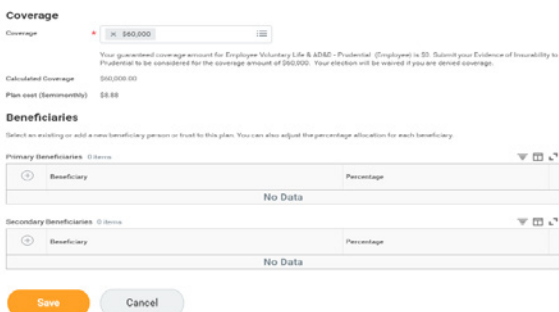 Coverage
Coverage * × $60,000
Your guaranteed coverage amount for Employee Voluntary Life & AD&D - Prudential (Employee) is $0. Submit your Evidence of Insurability to
Prudential to be considered for the coverage amount of $60,000. Your election will be waived if you are denied coverage.
Calculated Coverage $60,000.00
Plan cost (Semimonthly) $8.88
Beneficiaries
Select an existing or add a new beneficiary person or trust to this plan. You can also adjust the percentage allocation for each beneficiary.
Primary Beneficiaries 0 items
Beneficiary Percentage
No Data
Secondary Beneficiaries 0 items
Beneficiary Percentage
No Data
Save Cancel